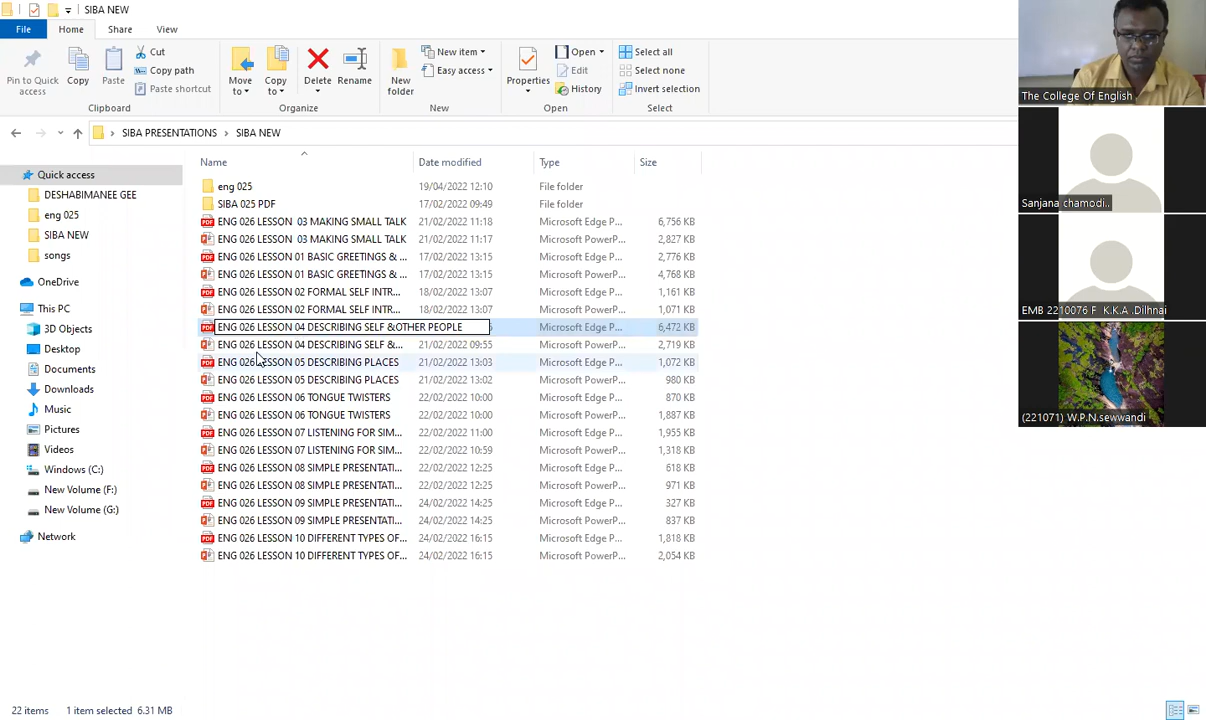 SIBA NEW
File Home Share View
Pin to Quick access
Copy
Paste
Cut
Copy path
Paste shortcut
Clipboard
Move to
Copy to
Delete
Rename
Organize
New folder
New item
Easy access
New
Properties
Open
Edit
History
Open
Select all
Select none
Invert selection
Select
SIBA PRESENTATIONS SIBA NEW
Quick access
DESHABIMANEE GEE
eng 025
SIBA NEW
songs
OneDrive
This PC
3D Objects
Desktop
Documents
Downloads
Music
Pictures
Videos
Windows (C:)
New Volume (F:)
New Volume (G:)
Network
Name Date modified Type Size
eng 025 19/04/2022 12:10 File folder
SIBA 025 PDF 17/02/2022 09:49 File folder
ENG 026 LESSON 03 MAKING SMALL TALK 21/02/2022 11:18 Microsoft Edge P... 6,756 KB
ENG 026 LESSON 03 MAKING SMALL TALK 21/02/2022 11:17 Microsoft PowerP... 2,827 KB
ENG 026 LESSON 01 BASIC GREETINGS & ... 17/02/2022 13:15 Microsoft Edge P... 2,776 KB
ENG 026 LESSON 01 BASIC GREETINGS & ... 17/02/2022 13:15 Microsoft PowerP... 4,768 KB
ENG 026 LESSON 02 FORMAL SELF INTR... 18/02/2022 13:07 Microsoft Edge P... 1,161 KB
ENG 026 LESSON 02 FORMAL SELF INTR... 18/02/2022 13:07 Microsoft PowerP... 1,071 KB
ENG 026 LESSON 04 DESCRIBING SELF &OTHER PEOPLE Microsoft Edge P... 6,472 KB
ENG 026 LESSON 04 DESCRIBING SELF &... 21/02/2022 09:55 Microsoft PowerP... 2,719 KB
ENG 026 LESSON 05 DESCRIBING PLACES 21/02/2022 13:03 Microsoft Edge P... 1,072 KB
ENG 026 LESSON 05 DESCRIBING PLACES 21/02/2022 13:02 Microsoft PowerP... 980 KB
ENG 026 LESSON 06 TONGUE TWISTERS 22/02/2022 10:00 Microsoft Edge P... 870 KB
ENG 026 LESSON 06 TONGUE TWISTERS 22/02/2022 10:00 Microsoft PowerP... 1,887 KB
ENG 026 LESSON 07 LISTENING FOR SIM... 22/02/2022 11:00 Microsoft Edge P... 1,955 KB
ENG 026 LESSON 07 LISTENING FOR SIM... 22/02/2022 10:59 Microsoft PowerP... 1,318 KB
ENG 026 LESSON 08 SIMPLE PRESENTATI... 22/02/2022 12:25 Microsoft Edge P... 618 KB
ENG 026 LESSON 08 SIMPLE PRESENTATI... 22/02/2022 12:25 Microsoft PowerP... 971 KB
ENG 026 LESSON 09 SIMPLE PRESENTATI... 24/02/2022 14:25 Microsoft Edge P... 327 KB
ENG 026 LESSON 09 SIMPLE PRESENTATI... 24/02/2022 14:25 Microsoft PowerP... 837 KB
ENG 026 LESSON 10 DIFFERENT TYPES OF... 24/02/2022 16:15 Microsoft Edge P... 1,818 KB
ENG 026 LESSON 10 DIFFERENT TYPES OF... 24/02/2022 16:15 Microsoft PowerP... 2,054 KB
22 items 1 item selected 6.31 MB
The College Of English
Sanjana chamodi..
EMB 2210076 F K.K.A .Dilhnai
(221071) W.P.N.sewwandi